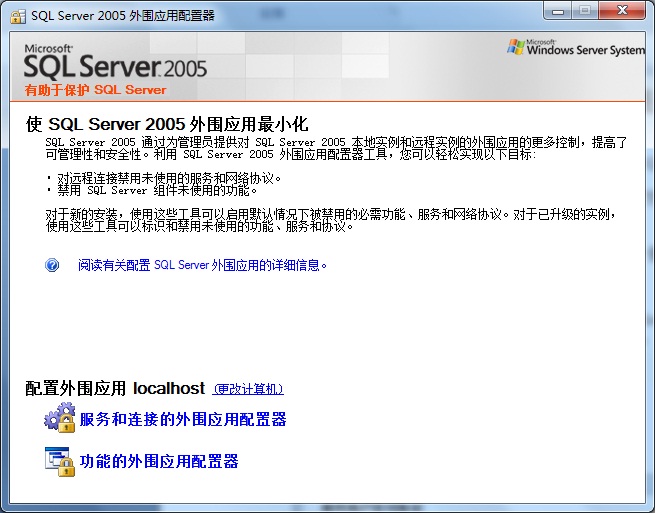 SQL Server 2005 外围应用配置器
Microsoft®
SQL Server 2005
有助于保护 SQL Server
Microsoft®
Windows Server System
使 SQL Server 2005 外围应用最小化
SQL Server 2005 通过为管理员提供对 SQL Server 2005 本地实例和远程实例的外围应用的更多控制，提高了
可管理性和安全性。利用 SQL Server 2005 外围应用配置器工具，您可以轻松实现以下目标:
· 对远程连接禁用未使用的服务和网络协议。
· 禁用 SQL Server 组件未使用的功能。
对于新的安装，使用这些工具可以启用默认情况下被禁用的必需功能、服务和网络协议。对于已升级的实例，
使用这些工具可以标识和禁用未使用的功能、服务和协议。
阅读有关配置 SQL Server 外围应用的详细信息。
配置外围应用 localhost (更改计算机)
服务和连接的外围应用配置器
功能的外围应用配置器